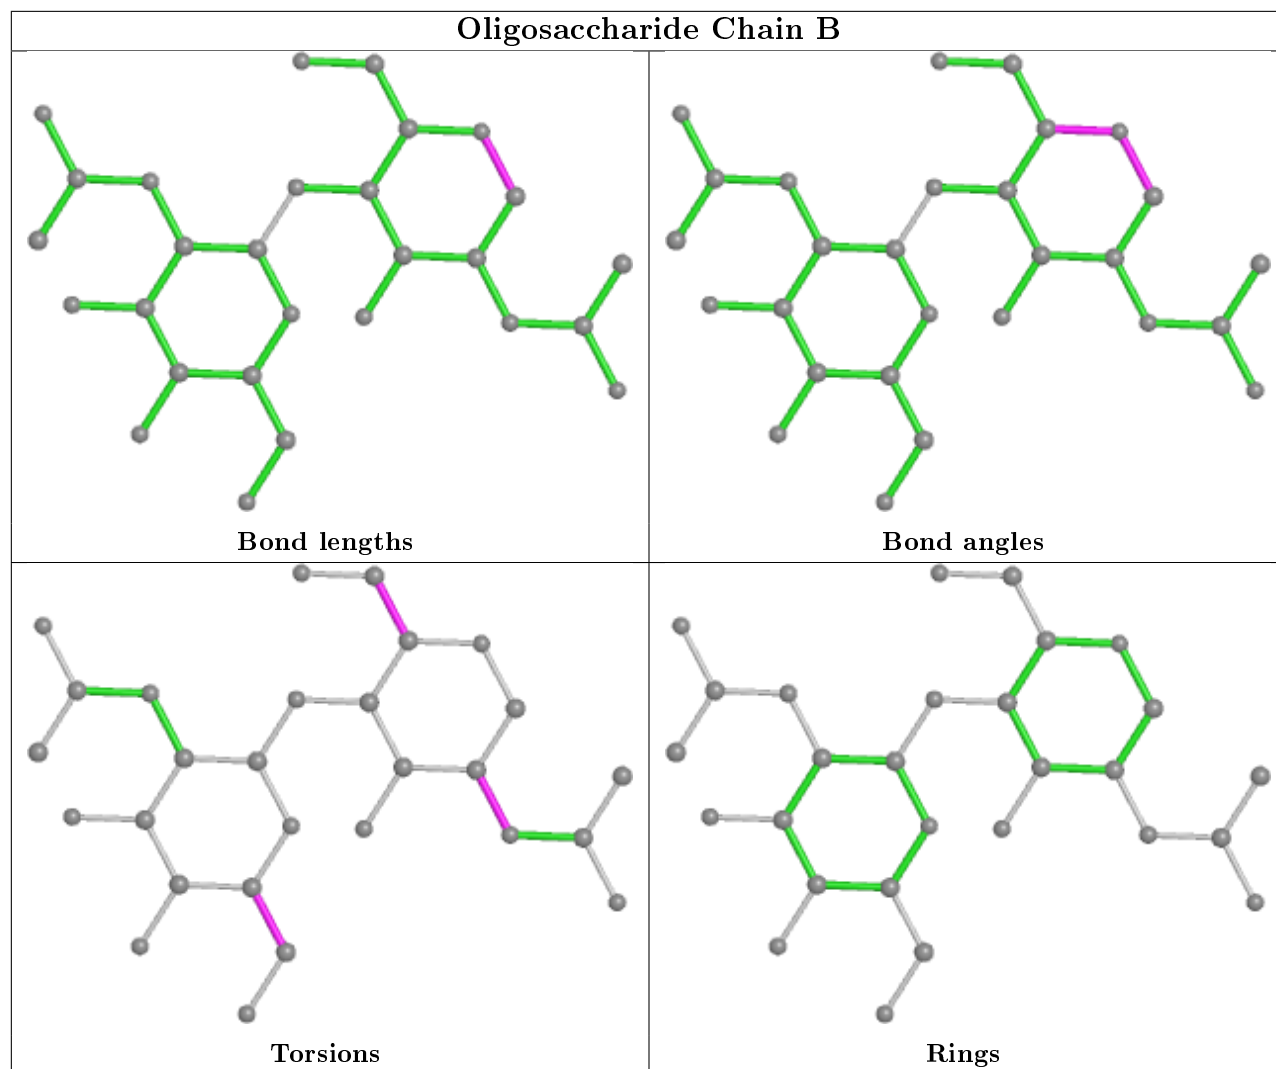 Oligosaccharide Chain B
Bond lengths
Bond angles
Torsions
Rings